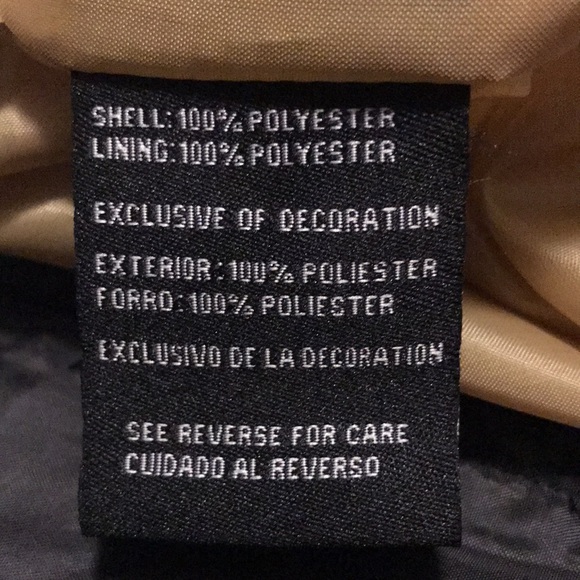 SHELL:100% POLYESTER
LINING:100% POLYESTER
EXCLUSIVE OF DECORATION
EXTERIOR:100% POLIESTER
FORRO:100% POLIESTER
EXCLUSIVO DE LA DECORATION
SEE REVERSE FOR CARE
CUIDADO AL REVERSO